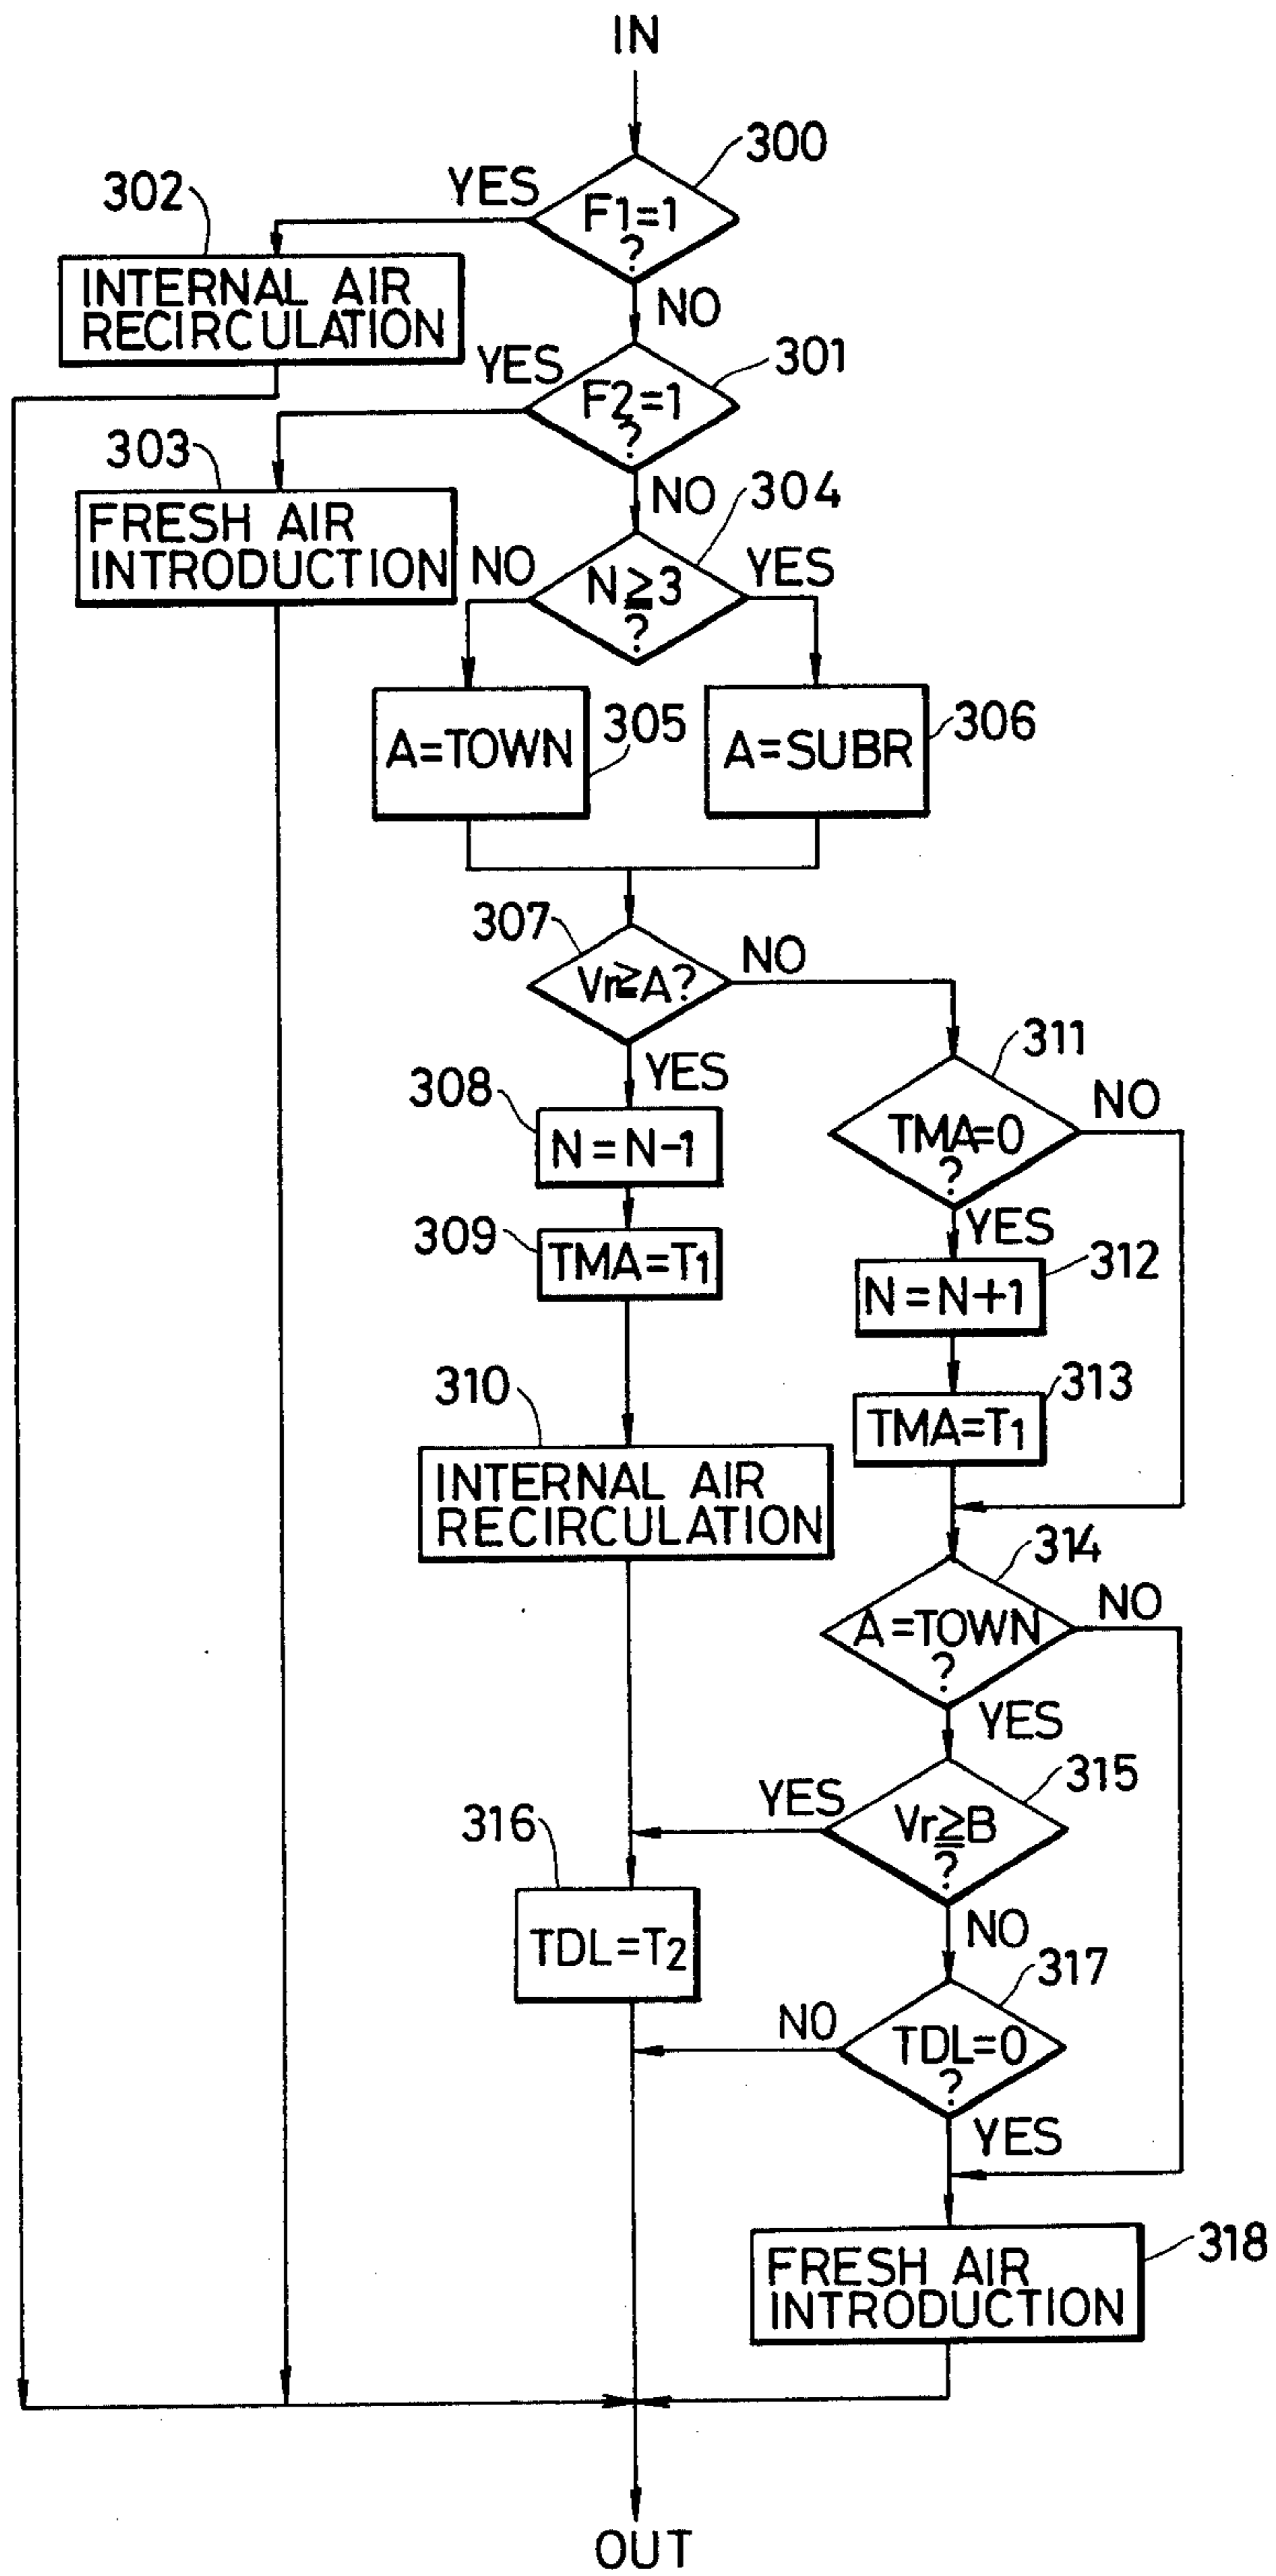 IN
300
F1=1
?
YES
NO
302
INTERNAL AIR
RECIRCULATION
301
F2=1
?
YES
NO
303
FRESH AIR
INTRODUCTION
304
N≧3
?
NO
YES
A=TOWN
305
A=SUBR
306
307
Vr≧A?
NO
YES
308
N=N-1
309
TMA=T1
310
INTERNAL AIR
RECIRCULATION
311
TMA=0
?
NO
YES
312
N=N+1
313
TMA=T1
314
A=TOWN
?
NO
YES
315
Vr≧B
?
YES
NO
316
TDL=T2
317
TDL=0
?
NO
YES
318
FRESH AIR
INTRODUCTION
OUT